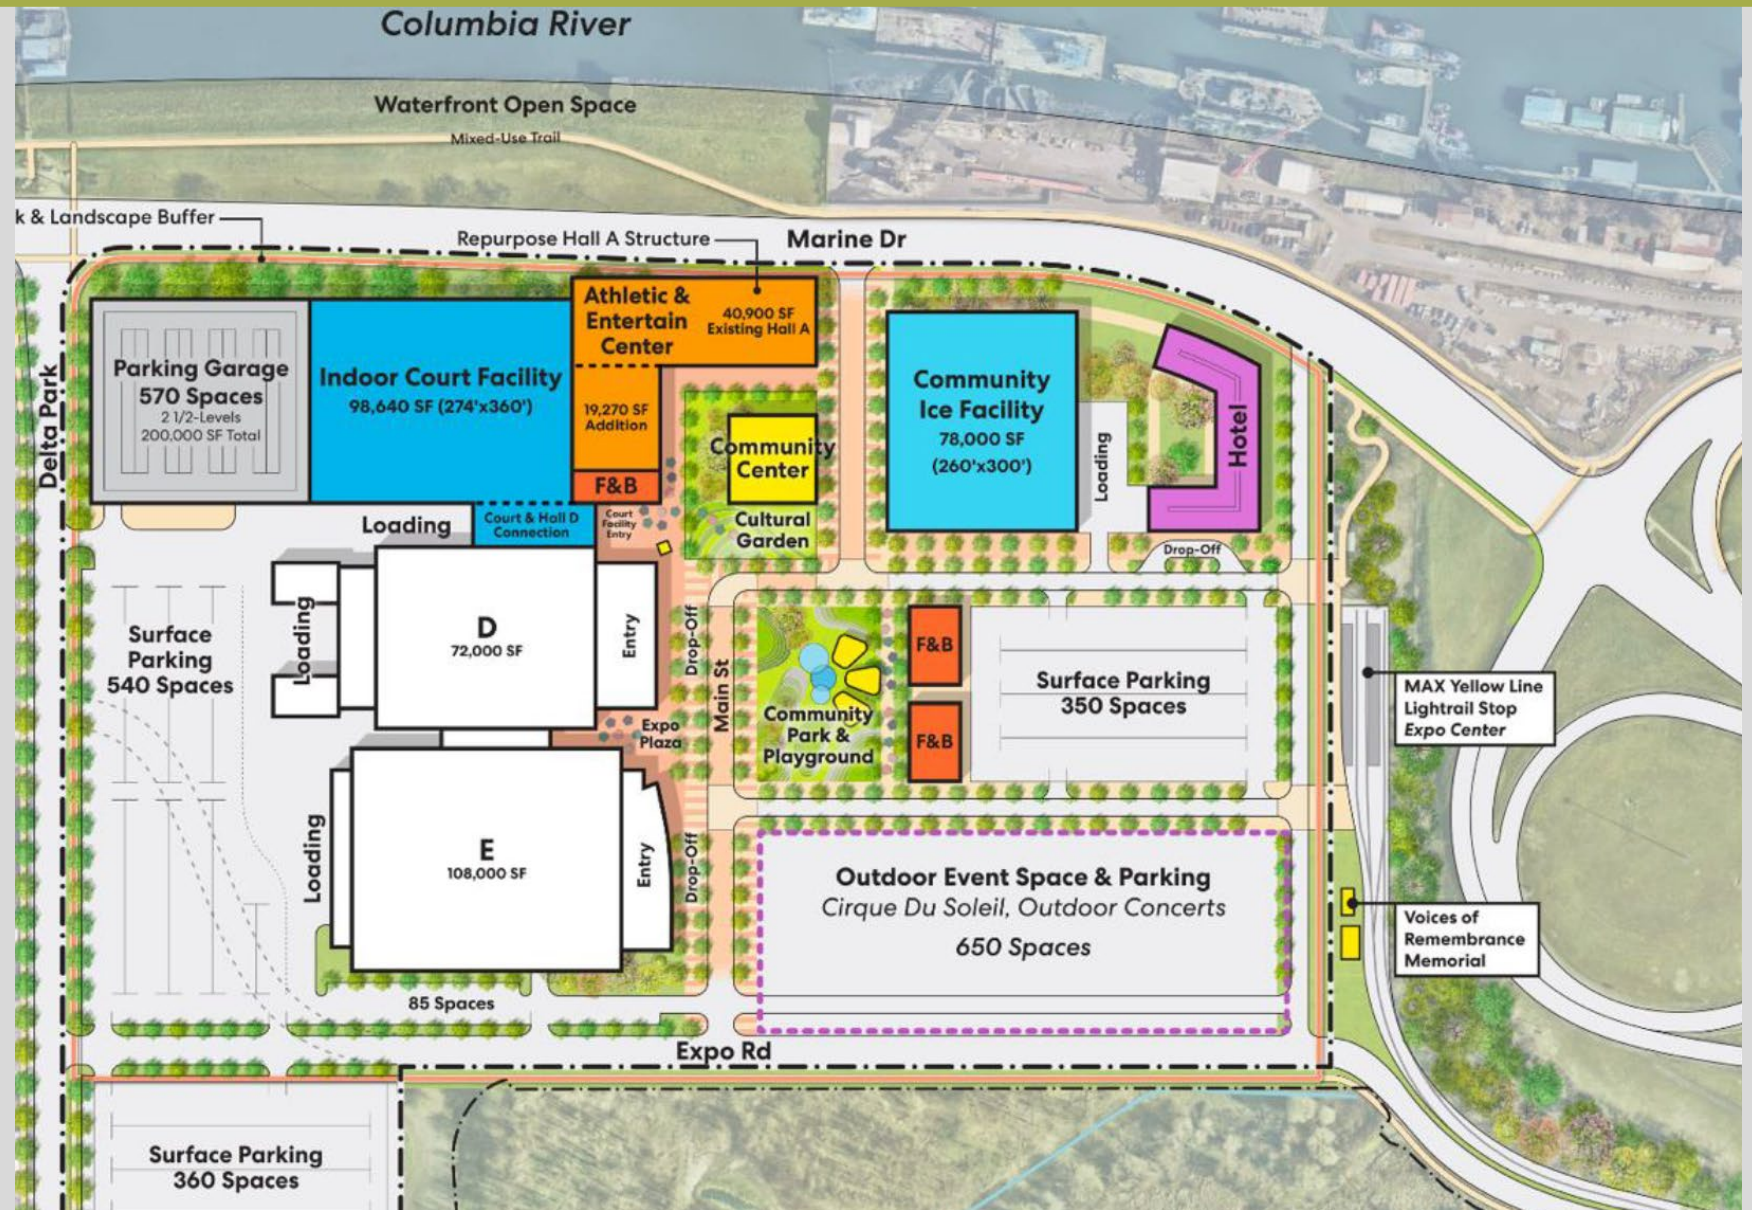 Columbia River
Waterfront Open Space
Mixed-Use Trail
k & Landscape Buffer
Repurpose Hall A Structure
Marine Dr
Delta Park
Parking Garage
570 Spaces
2 1/2-Levels
200,000 SF Total
Indoor Court Facility
98,640 SF (274'x360')
Athletic &
Entertain
Center
40,900 SF
Existing Hall A
19,270 SF
Addition
F&B
Community
Center
Cultural
Garden
Community
Ice Facility
78,000 SF
(260'x300')
Loading
Hotel
Drop-Off
Loading
Court & Hall D
Connection
Court
Facility
Entry
Surface
Parking
540 Spaces
Loading
D
72,000 SF
Entry
Drop-Off
Main St
Expo
Plaza
Community
Park &
Playground
F&B
F&B
Surface Parking
350 Spaces
MAX Yellow Line
Lightrail Stop
Expo Center
Loading
E
108,000 SF
Entry
Drop-Off
Outdoor Event Space & Parking
Cirque Du Soleil, Outdoor Concerts
650 Spaces
Voices of
Remembrance
Memorial
85 Spaces
Expo Rd
Surface Parking
360 Spaces